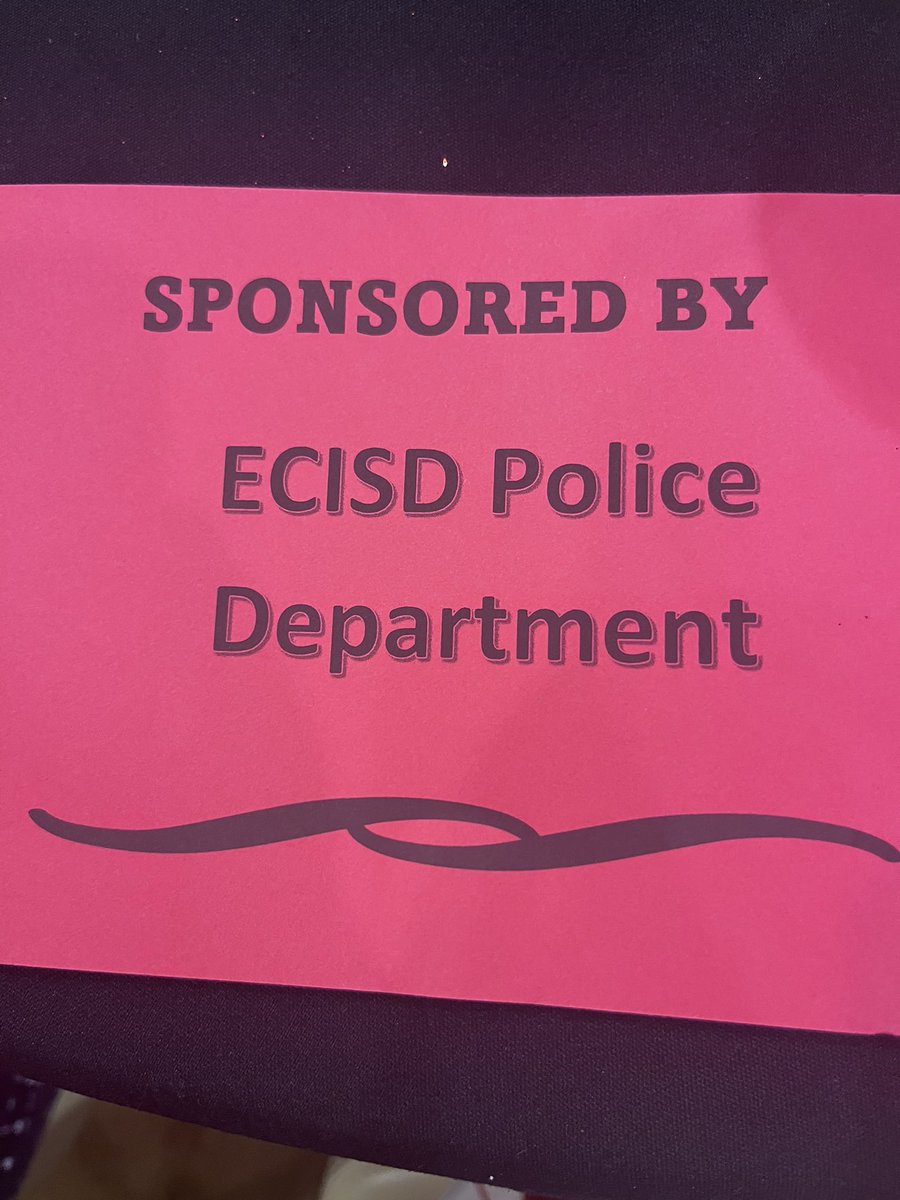 SPONSORED BY
ECISD Police
Department